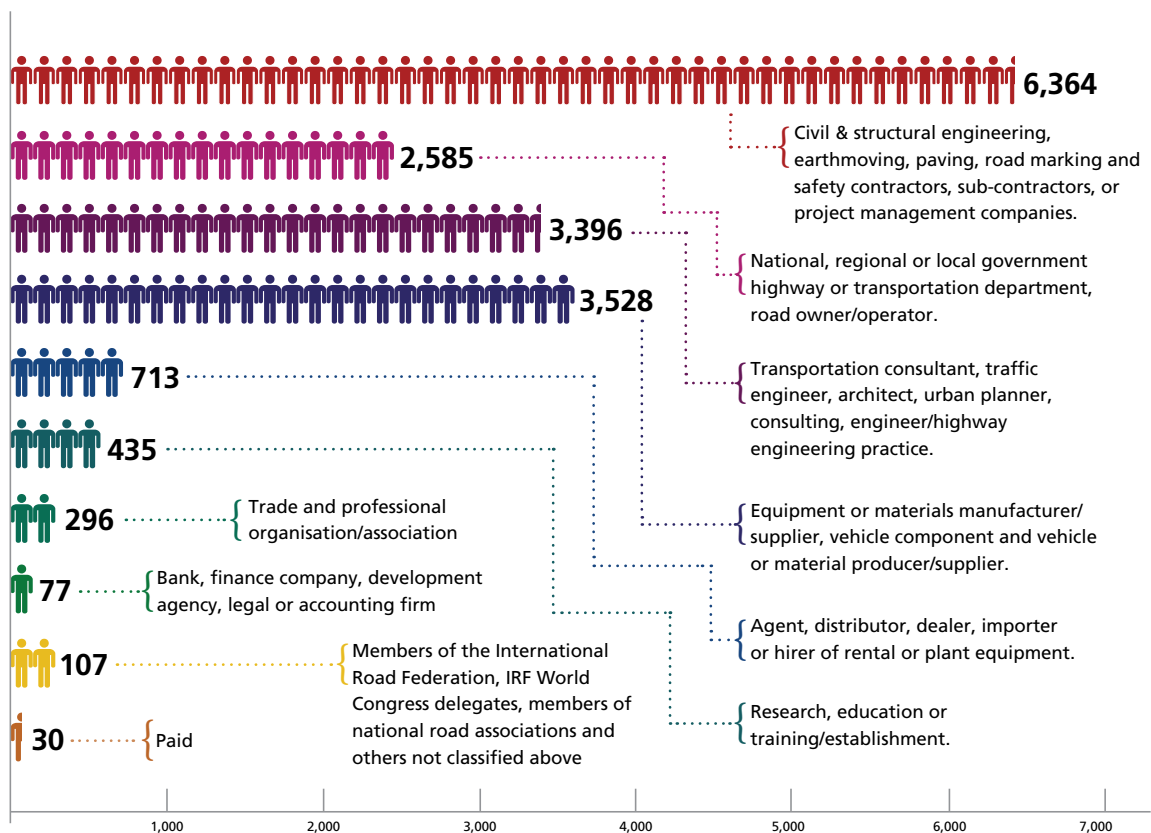 6,364
Civil & structural engineering,
earthmoving, paving, road marking and
safety contractors, sub-contractors, or
project management companies.
2,585
National, regional or local government
highway or transportation department,
road owner/operator.
3,396
Transportation consultant, traffic
engineer, architect, urban planner,
consulting, engineer/highway
engineering practice.
3,528
Equipment or materials manufacturer/
supplier, vehicle component and vehicle
or material producer/supplier.
713
Agent, distributor, dealer, importer
or hirer of rental or plant equipment.
435
Research, education or
training/establishment.
296
Trade and professional
organisation/association
77
Bank, finance company, development
agency, legal or accounting firm
107
Members of the International
Road Federation, IRF World
Congress delegates, members of
national road associations and
others not classified above
30
Paid
1,000 2,000 3,000 4,000 5,000 6,000 7,000